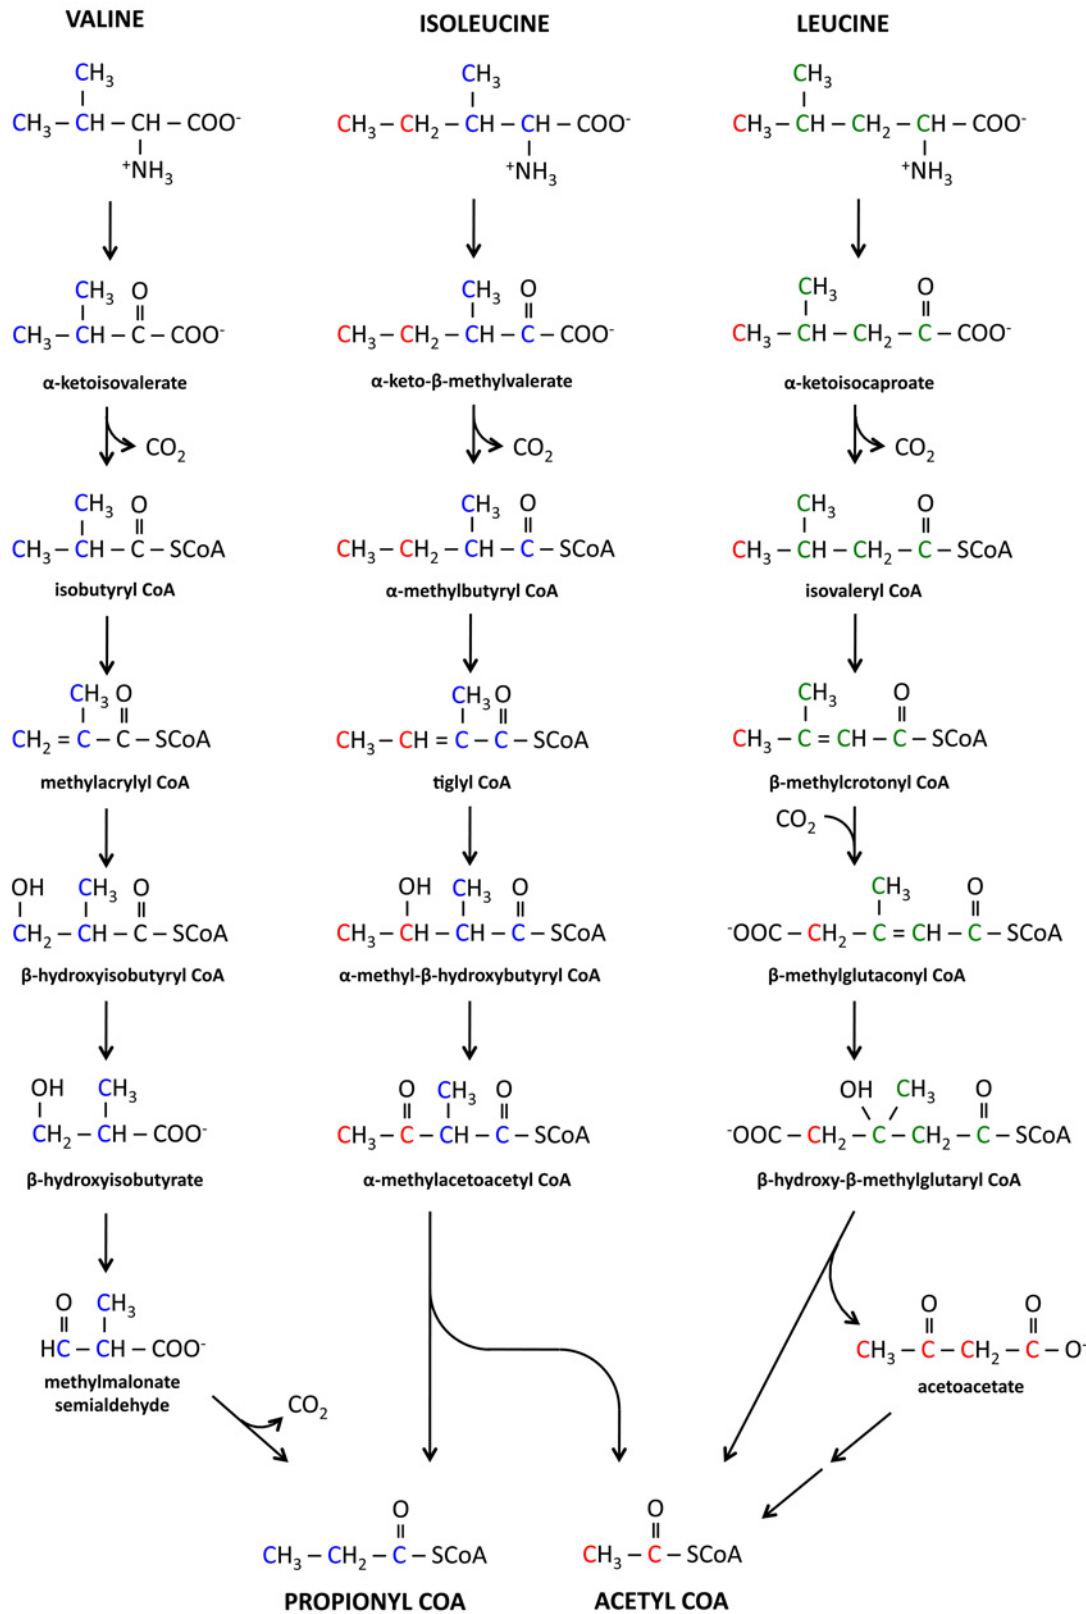 VALINE
ISOLEUCINE
LEUCINE
CH₃
CH₃
CH₃
CH₃ – CH – CH – COO⁻
CH₃ – CH₂ – CH – CH – COO⁻
CH₃ – CH – CH₂ – CH – COO⁻
⁺NH₃
⁺NH₃
⁺NH₃
CH₃ O
CH₃ O
CH₃ O
CH₃ – CH – C – COO⁻
CH₃ – CH₂ – CH – C – COO⁻
CH₃ – CH – CH₂ – C – COO⁻
α-ketoisovalerate
α-keto-β-methylvalerate
α-ketoisocaproate
CO₂
CO₂
CO₂
CH₃ O
CH₃ O
CH₃ O
CH₃ – CH – C – SCoA
CH₃ – CH₂ – CH – C – SCoA
CH₃ – CH – CH₂ – C – SCoA
isobutyryl CoA
α-methylbutyryl CoA
isovaleryl CoA
CH₃ O
CH₃ O
CH₃ O
CH₂ = C – C – SCoA
CH₃ – CH = C – C – SCoA
CH₃ – C = CH – C – SCoA
methylacrylyl CoA
tiglyl CoA
β-methylcrotonyl CoA
CO₂
OH CH₃ O
OH CH₃ O
CH₃ O
CH₂ – CH – C – SCoA
CH₃ – CH – CH – C – SCoA
⁻OOC – CH₂ – C = CH – C – SCoA
β-hydroxyisobutyryl CoA
α-methyl-β-hydroxybutyryl CoA
β-methylglutaconyl CoA
OH CH₃
O CH₃ O
OH CH₃ O
CH₂ – CH – COO⁻
CH₃ – C – CH – C – SCoA
⁻OOC – CH₂ – C – CH₂ – C – SCoA
β-hydroxyisobutyrate
α-methylacetoacetyl CoA
β-hydroxy-β-methylglutaryl CoA
O CH₃
O O
HC – CH – COO⁻
CH₃ – C – CH₂ – C – O⁻
methylmalonate
semialdehyde
acetoacetate
CO₂
O
O
CH₃ – CH₂ – C – SCoA
CH₃ – C – SCoA
PROPIONYL COA
ACETYL COA